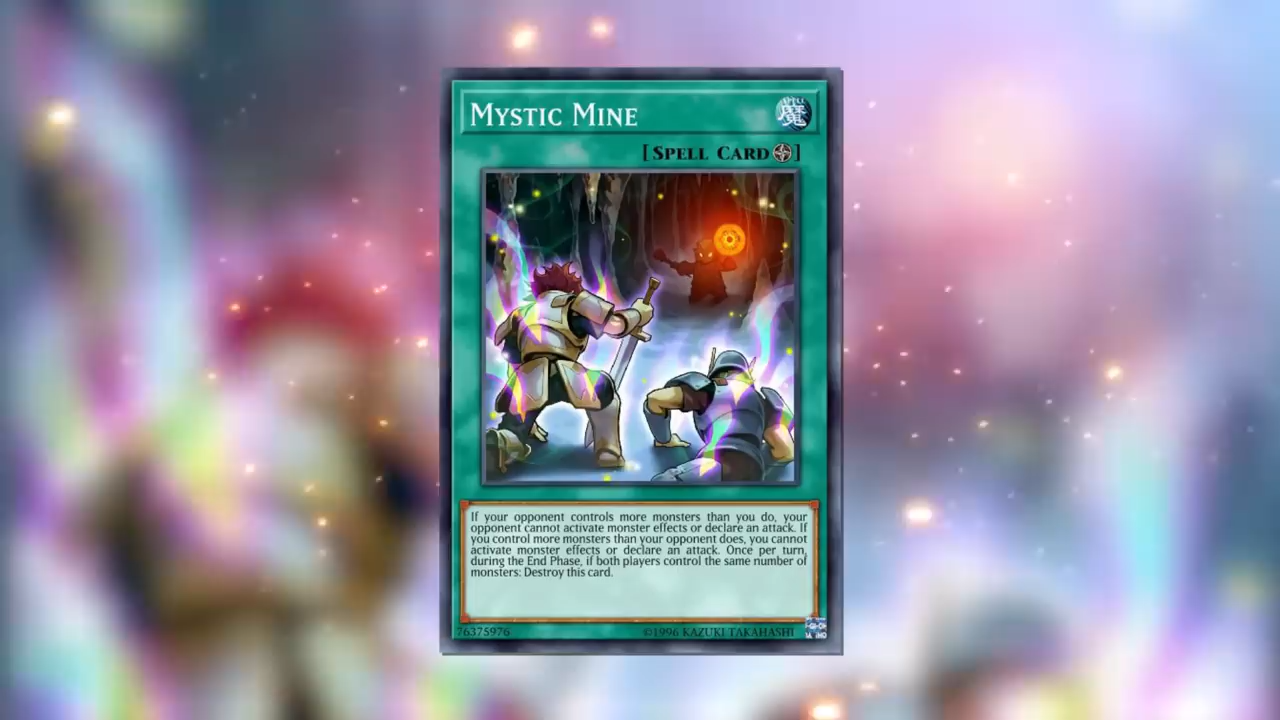 MYSTIC MINE
魔
[SPELL CARD]
If your opponent controls more monsters than you do, your
opponent cannot activate monster effects or declare an attack. If
you control more monsters than your opponent does, you cannot
activate monster effects or declare an attack. Once per turn,
during the End Phase, if both players control the same number of
monsters: Destroy this card.
76375976 ©1996 KAZUKI TAKAHASHI